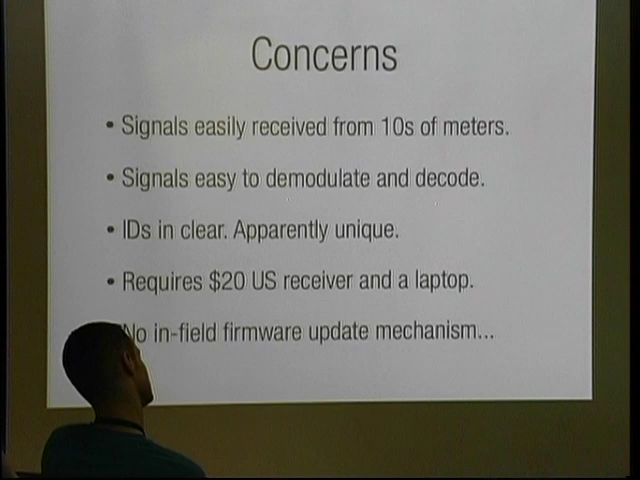 Concerns
• Signals easily received from 10s of meters.
• Signals easy to demodulate and decode.
• IDs in clear. Apparently unique.
• Requires $20 US receiver and a laptop.
No in-field firmware update mechanism...